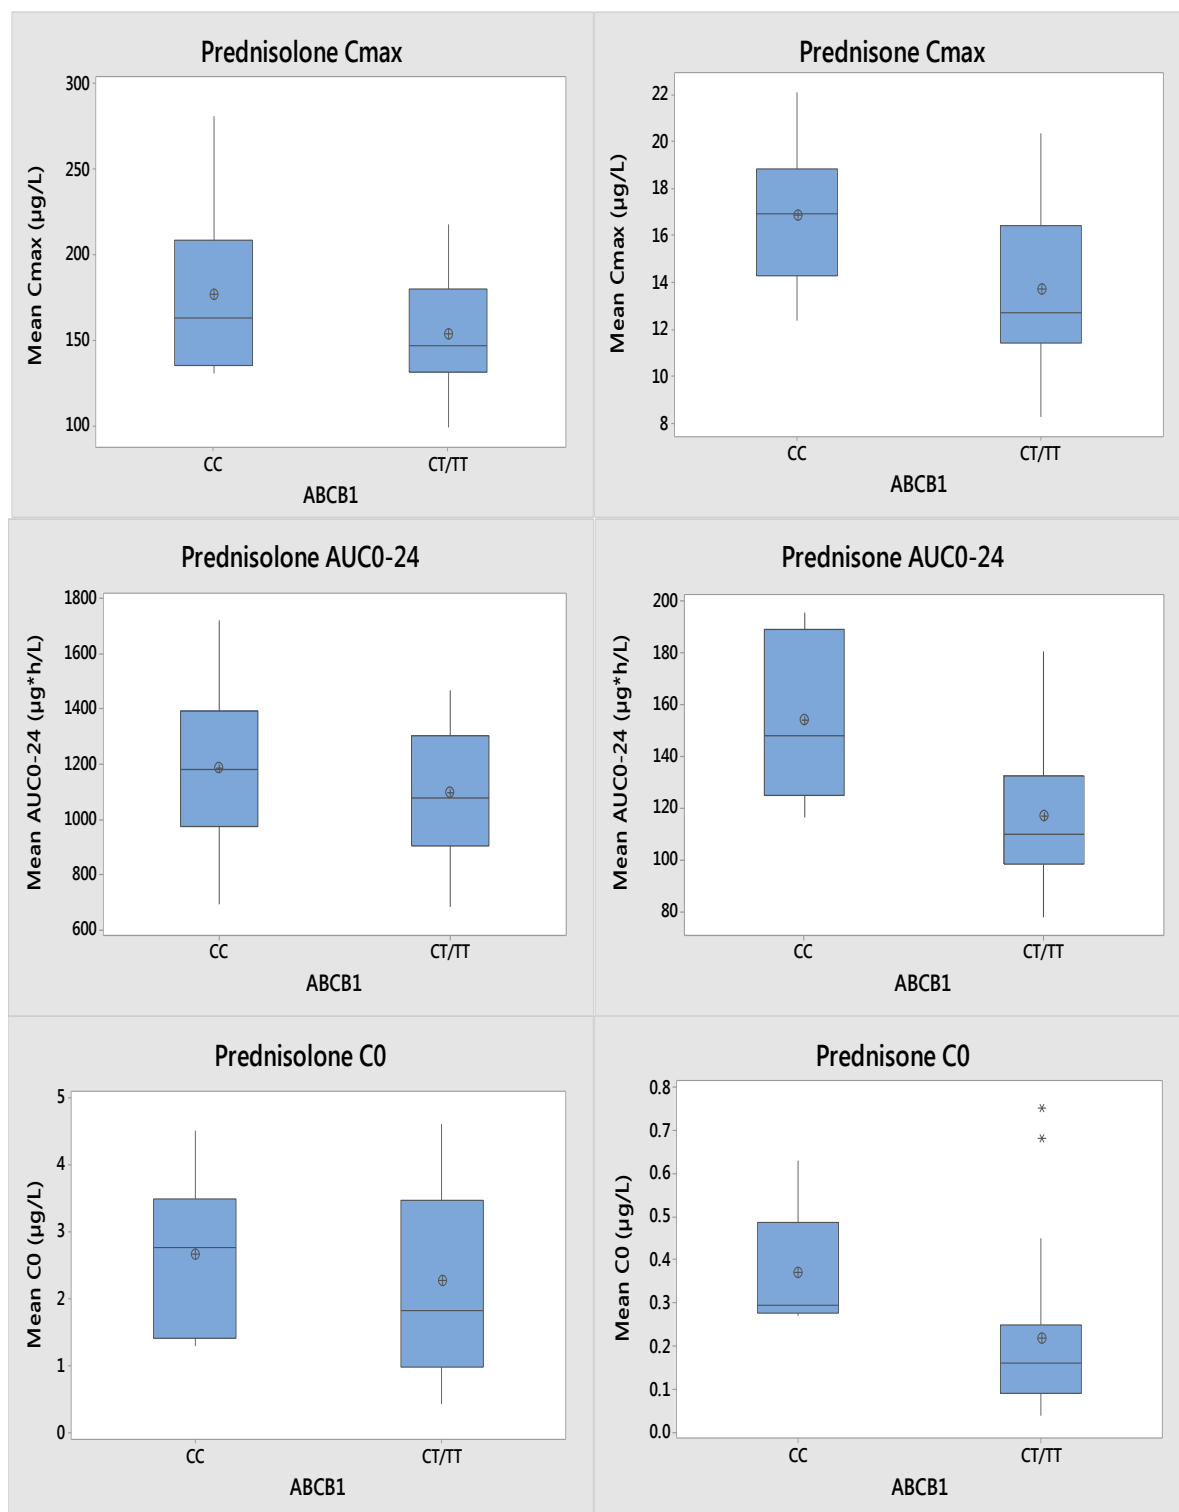 Prednisolone Cmax
Mean Cmax (µg/L)
300
250
200
150
100
CC CT/TT
ABCB1
Prednisone Cmax
Mean Cmax (µg/L)
22
20
18
16
14
12
10
8
CC CT/TT
ABCB1
Prednisolone AUC0-24
Mean AUC0-24 (µg*h/L)
1800
1600
1400
1200
1000
800
600
CC CT/TT
ABCB1
Prednisone AUC0-24
Mean AUC0-24 (µg*h/L)
200
180
160
140
120
100
80
CC CT/TT
ABCB1
Prednisolone C0
Mean C0 (µg/L)
5
4
3
2
1
0
CC CT/TT
ABCB1
Prednisone C0
Mean C0 (µg/L)
0.8
0.7
0.6
0.5
0.4
0.3
0.2
0.1
0.0
CC CT/TT
ABCB1